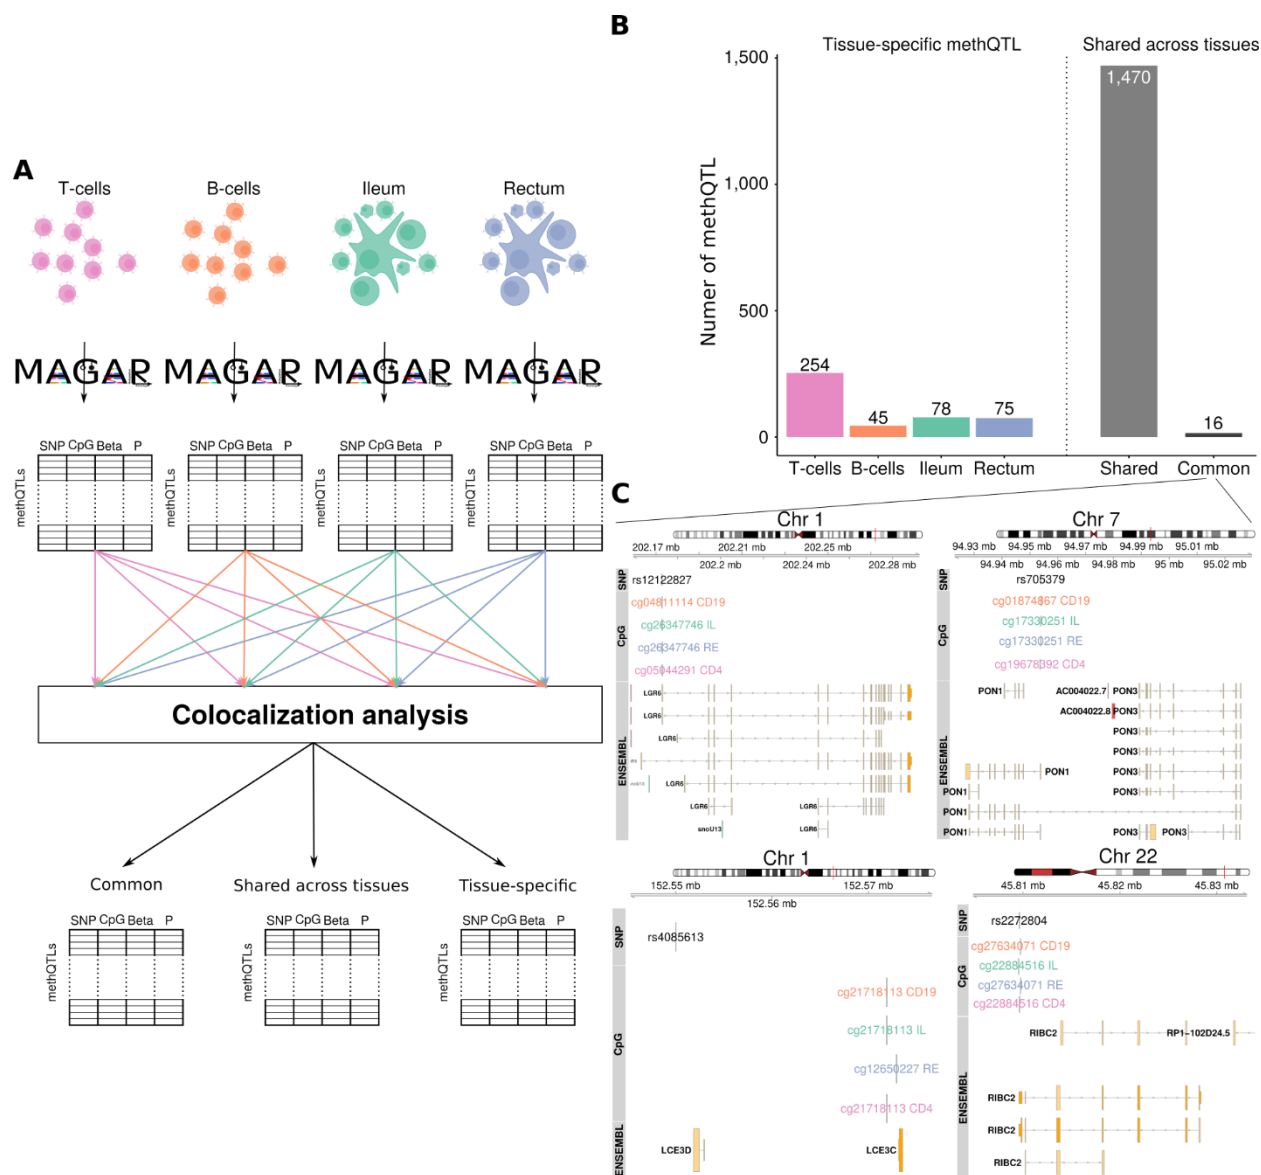 A
T-cells B-cells Ileum Rectum
MAGAR MAGAR MAGAR MAGAR
SNP CpG Beta P SNP CpG Beta P SNP CpG Beta P SNP CpG Beta P
methQTLs methQTLs methQTLs methQTLs
Colocalization analysis
Common Shared across tissues Tissue-specific
SNP CpG Beta P SNP CpG Beta P SNP CpG Beta P
methQTLs methQTLs methQTLs
B
Tissue-specific methQTL Shared across tissues
Numer of methQTL
1,500
1,000
500
0
254 45 78 75 1,470 16
T-cells B-cells Ileum Rectum Shared Common
C
Chr 1
202.17 mb 202.21 mb 202.25 mb
202.2 mb 202.24 mb 202.28 mb
SNP
rs12122827
CpG
cg04811114 CD19
cg26347746 IL
cg26347746 RE
cg05044291 CD4
ENSEMBL
LGR6
LGR6
LGR6
LGR6
LGR6 LGR6
snoU13 LGR6
Chr 7
94.93 mb 94.95 mb 94.97 mb 94.99 mb 95.01 mb
94.94 mb 94.96 mb 94.98 mb 95 mb 95.02 mb
SNP
rs705379
CpG
cg01874867 CD19
cg17330251 IL
cg17330251 RE
cg19678392 CD4
ENSEMBL
PON1 AC004022.7 PON3
AC004022.8 PON3
PON3
PON3
PON1 PON3
PON1 PON3
PON1
PON1 PON3 PON3
Chr 1
152.55 mb 152.57 mb
152.56 mb
SNP
rs4085613
CpG
cg21718113 CD19
cg21718113 IL
cg12650227 RE
cg21718113 CD4
ENSEMBL
LCE3D LCE3C
Chr 22
45.81 mb 45.82 mb 45.83 mb
SNP
rs2272804
CpG
cg27634071 CD19
cg22884516 IL
cg27634071 RE
cg22884516 CD4
ENSEMBL
RIBC2 RP1-102D24.5
RIBC2
RIBC2
RIBC2